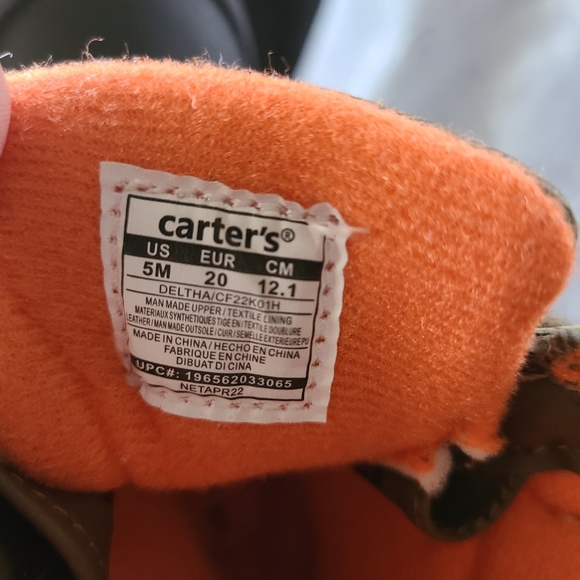 carter's®
US EUR CM
5M 20 12.1
DELTHA/CF22K01H
MAN MADE UPPER/TEXTILE LINING
MATERIAUX SYNTHETIQUES TIGE EN/TEXTILE DOUBLURE
LEATHER/MAN MADE OUTSOLE/CUIR/SEMELLE EXTERIEURE PU
MADE IN CHINA/HECHO EN CHINA
FABRIQUE EN CHINE
DIBUAT DI CINA
UPC#: 196562033065
NETAPR22